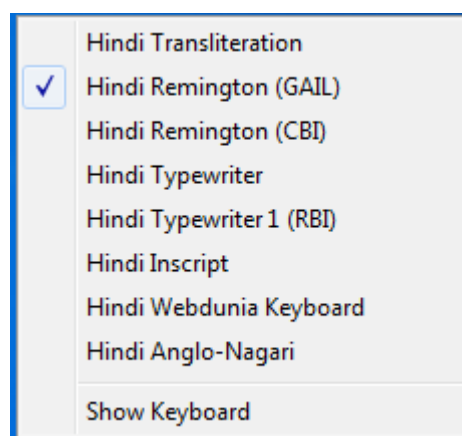 Hindi Transliteration
Hindi Remington (GAIL)
Hindi Remington (CBI)
Hindi Typewriter
Hindi Typewriter 1 (RBI)
Hindi Inscript
Hindi Webdunia Keyboard
Hindi Anglo-Nagari
Show Keyboard